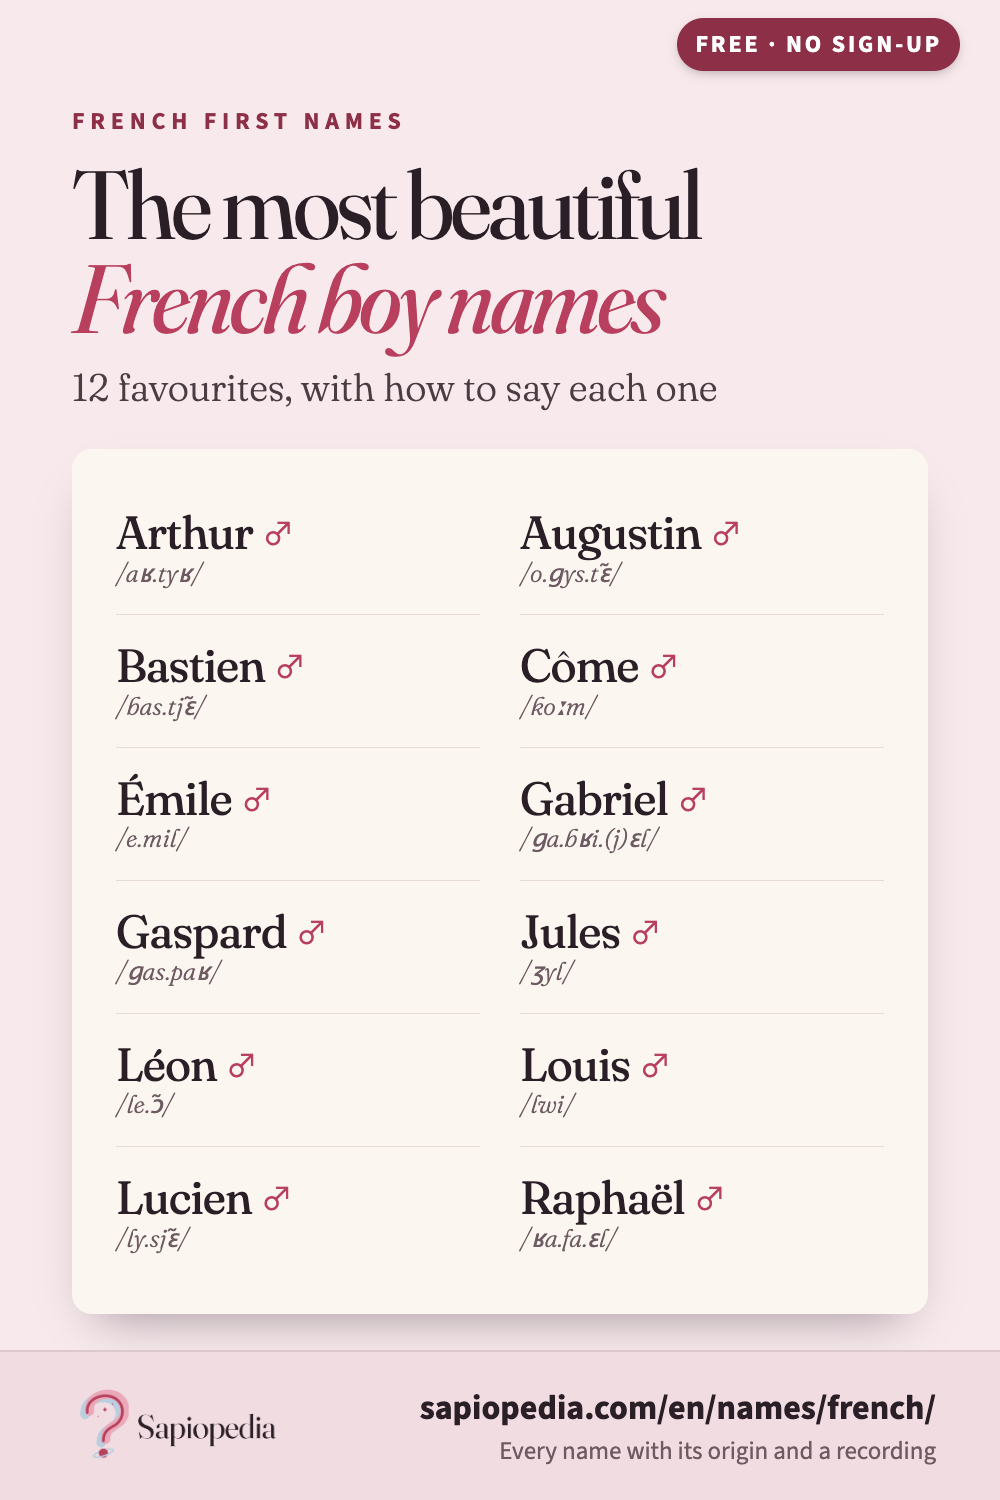 FREE · NO SIGN-UP
FRENCH FIRST NAMES
The most beautiful
French boy names
12 favourites, with how to say each one
Arthur ♂
/aʁ.tyʁ/
Augustin ♂
/o.ɡys.tɛ̃/
Bastien ♂
/bas.tjɛ̃/
Côme ♂
/koːm/
Émile ♂
/e.mil/
Gabriel ♂
/ɡa.bʁi.(j)ɛl/
Gaspard ♂
/ɡas.paʁ/
Jules ♂
/ʒyl/
Léon ♂
/le.ɔ̃/
Louis ♂
/lwi/
Lucien ♂
/ly.sjɛ̃/
Raphaël ♂
/ʁa.fa.ɛl/
Sapiopedia
sapiopedia.com/en/names/french/
Every name with its origin and a recording